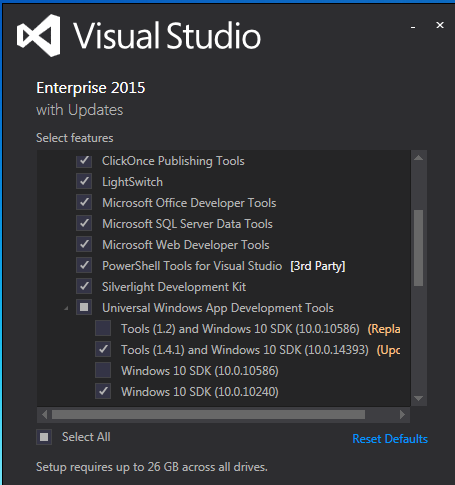 Visual Studio
Enterprise 2015
with Updates
Select features
ClickOnce Publishing Tools
LightSwitch
Microsoft Office Developer Tools
Microsoft SQL Server Data Tools
Microsoft Web Developer Tools
PowerShell Tools for Visual Studio [3rd Party]
Silverlight Development Kit
Universal Windows App Development Tools
Tools (1.2) and Windows 10 SDK (10.0.10586) (Repla
Tools (1.4.1) and Windows 10 SDK (10.0.14393) (Upc
Windows 10 SDK (10.0.10586)
Windows 10 SDK (10.0.10240)
Select All
Reset Defaults
Setup requires up to 26 GB across all drives.